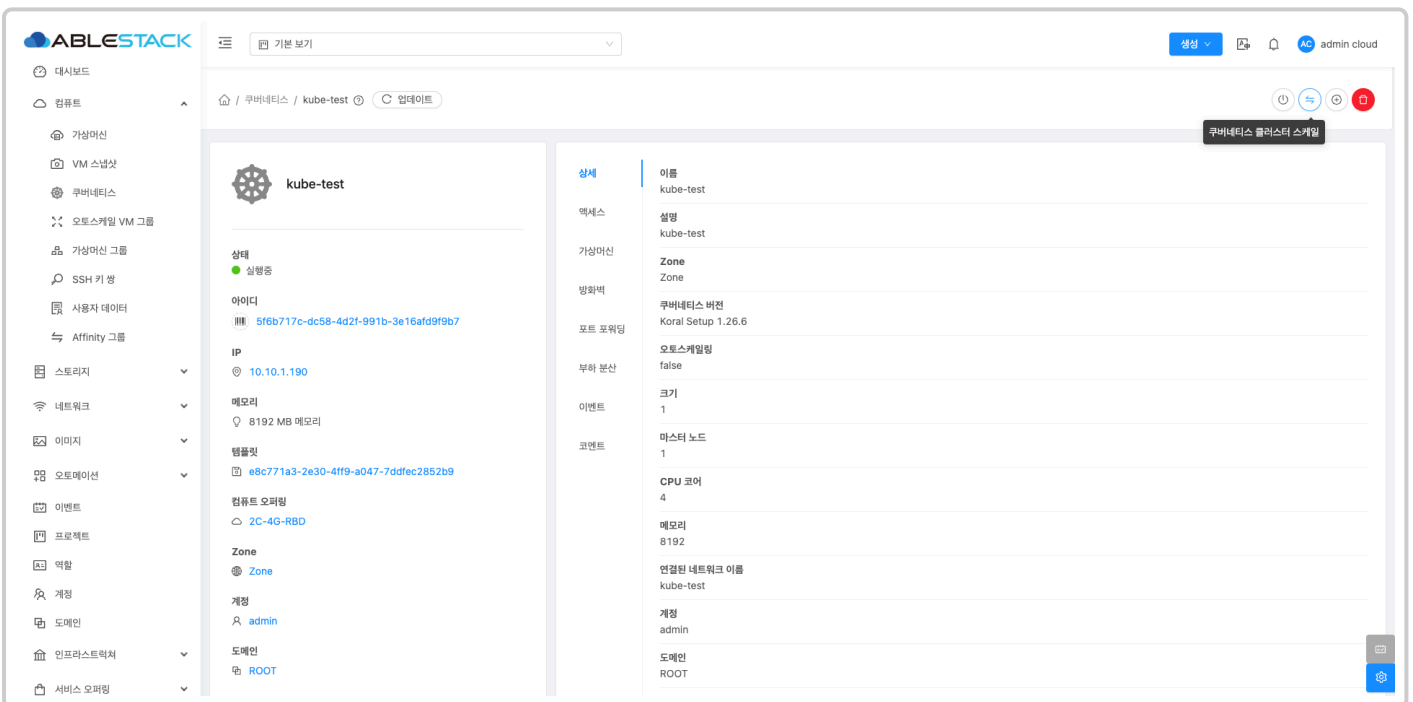 ABLESTACK
기본 보기
생성
AC
admin cloud
대시보드
컴퓨트
가상머신
VM 스냅샷
쿠버네티스
오토스케일 VM 그룹
가상머신 그룹
SSH 키 쌍
사용자 데이터
Affinity 그룹
스토리지
네트워크
이미지
오토메이션
이벤트
프로젝트
역할
계정
도메인
인프라스트럭쳐
서비스 오퍼링
/ 쿠버네티스 / kube-test
업데이트
쿠버네티스 클러스터 스케일
kube-test
상태
실행중
아이디
5f6b717c-dc58-4d2f-991b-3e16afd9f9b7
IP
10.10.1.190
메모리
8192 MB 메모리
템플릿
e8c771a3-2e30-4ff9-a047-7ddfec2852b9
컴퓨트 오퍼링
2C-4G-RBD
Zone
Zone
계정
admin
도메인
ROOT
상세
액세스
가상머신
방화벽
포트 포워딩
부하 분산
이벤트
코멘트
이름
kube-test
설명
kube-test
Zone
Zone
쿠버네티스 버전
Koral Setup 1.26.6
오토스케일링
false
크기
1
마스터 노드
1
CPU 코어
4
메모리
8192
연결된 네트워크 이름
kube-test
계정
admin
도메인
ROOT